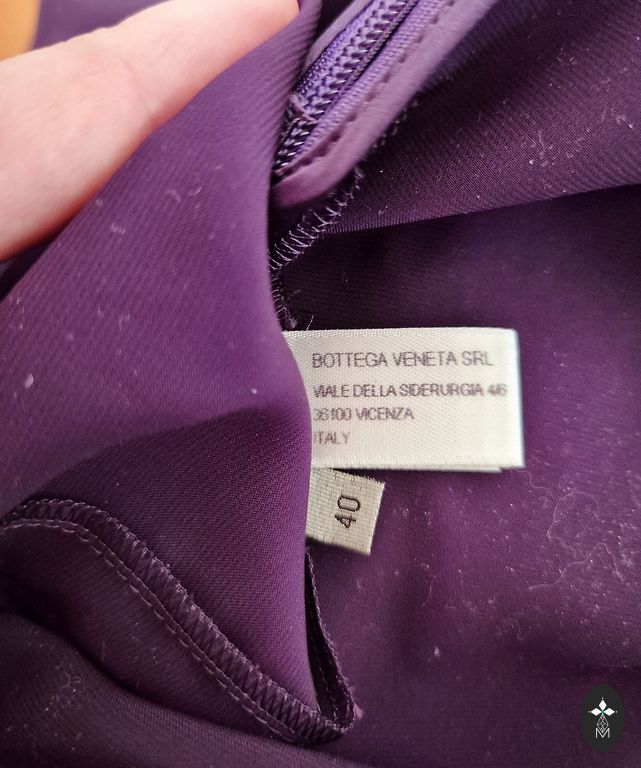 BOTTEGA VENETA SRL
VIALE DELLA SIDERURGIA 4/6
36100 VICENZA
ITALY
40
M